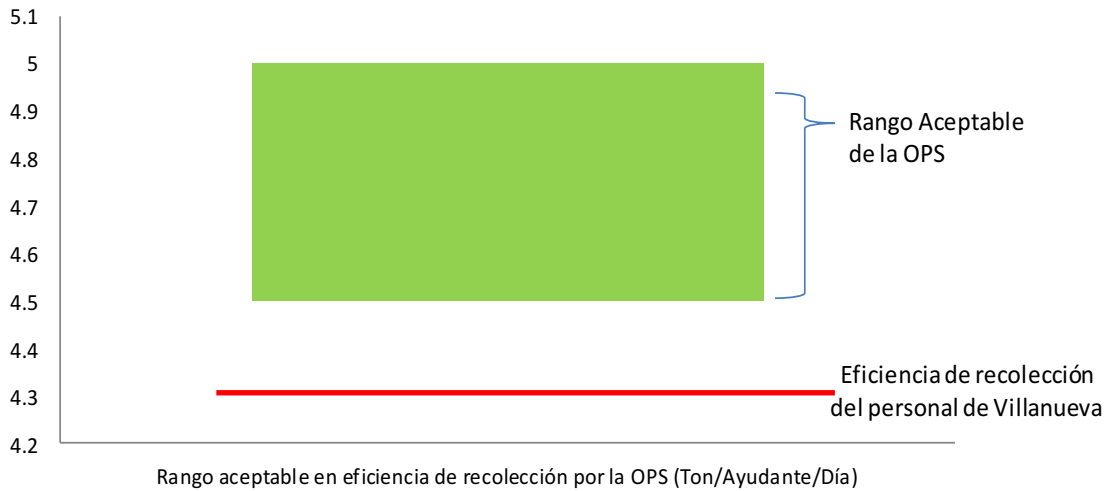 5.1
5
4.9
4.8
4.7
4.6
4.5
4.4
4.3
4.2
Rango Aceptable
de la OPS
Eficiencia de recolección
del personal de Villanueva
Rango aceptable en eficiencia de recolección por la OPS (Ton/Ayudante/Día)